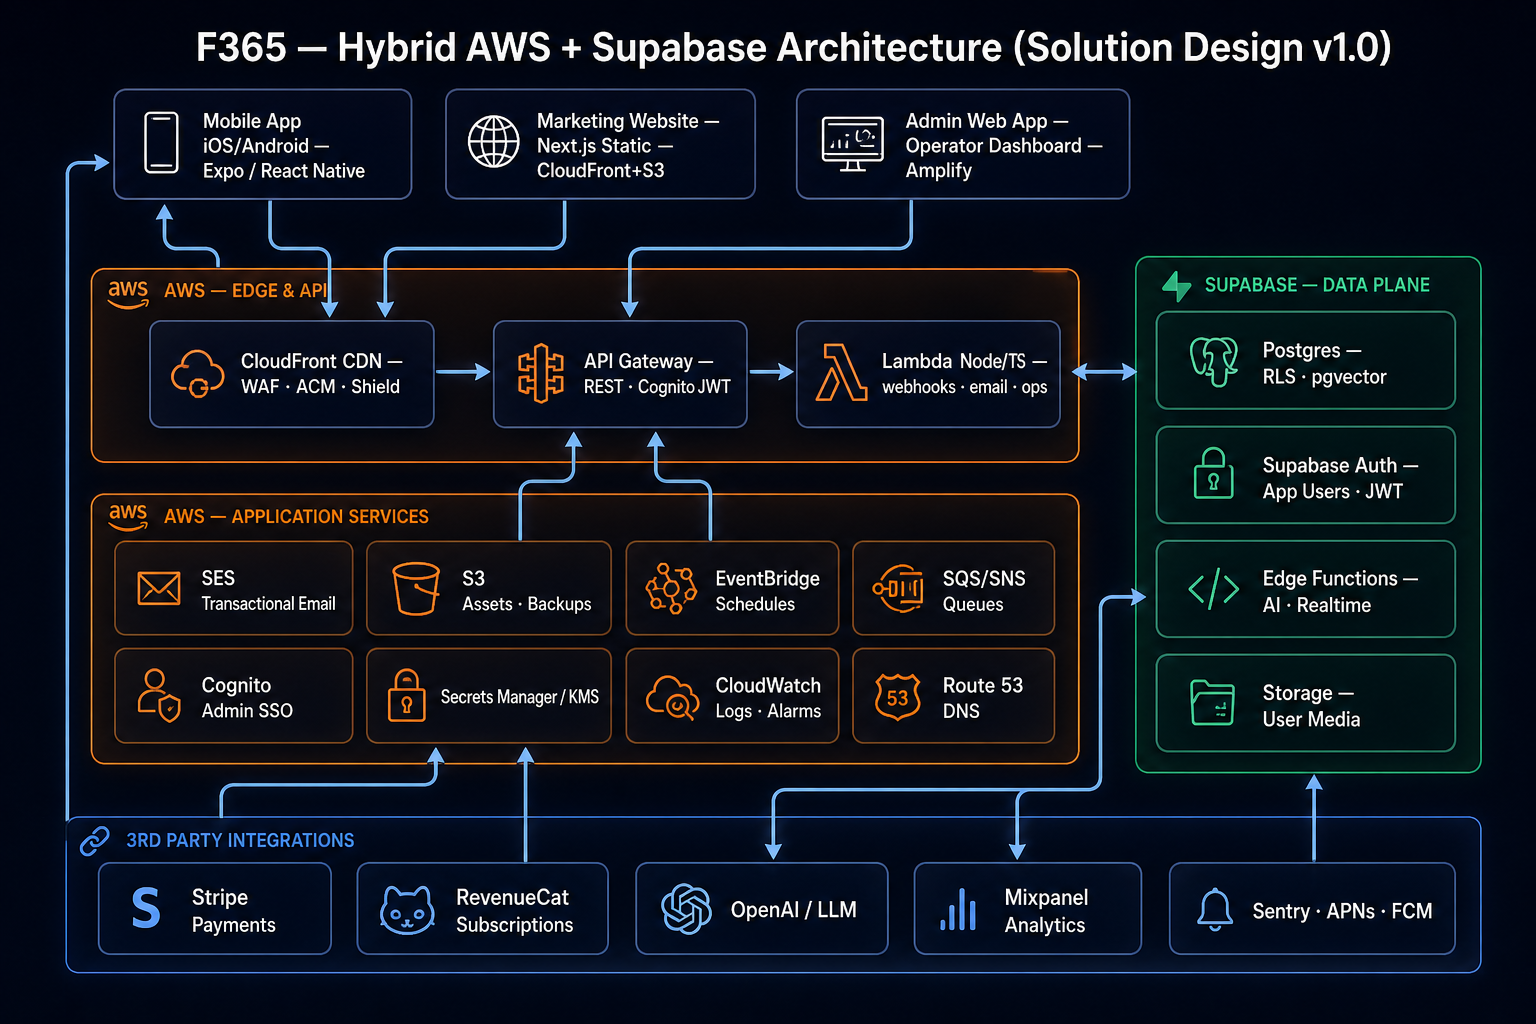 F365 — Hybrid AWS + Supabase Architecture (Solution Design v1.0)
Mobile App
iOS/Android —
Expo / React Native
Marketing Website —
Next.js Static —
CloudFront+S3
Admin Web App —
Operator Dashboard —
Amplify
aws
AWS — EDGE & API
CloudFront CDN —
WAF · ACM · Shield
API Gateway —
REST · Cognito JWT
Lambda Node/TS —
webhooks · email · ops
SUPABASE — DATA PLANE
Postgres —
RLS · pgvector
Supabase Auth —
App Users · JWT
Edge Functions —
AI · Realtime
Storage —
User Media
aws
AWS — APPLICATION SERVICES
SES
Transactional Email
S3
Assets · Backups
EventBridge
Schedules
SQS/SNS
Queues
Cognito
Admin SSO
Secrets Manager / KMS
CloudWatch
Logs · Alarms
53
Route 53
DNS
3RD PARTY INTEGRATIONS
S
Stripe
Payments
RevenueCat
Subscriptions
OpenAI / LLM
Mixpanel
Analytics
Sentry · APNs · FCM